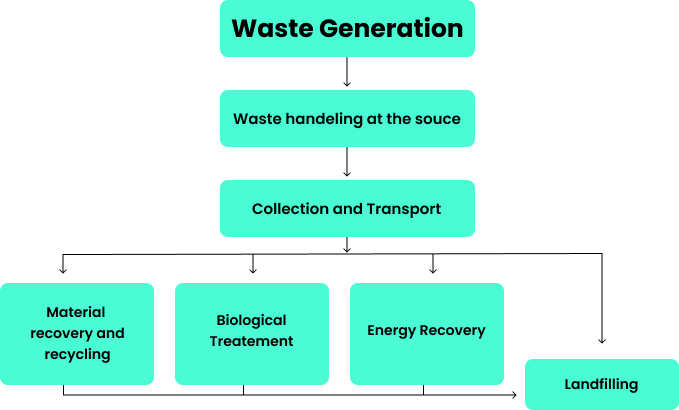 Waste Generation
Waste handeling at the souce
Collection and Transport
Material
recovery and
recycling
Biological
Treatement
Energy Recovery
Landfilling